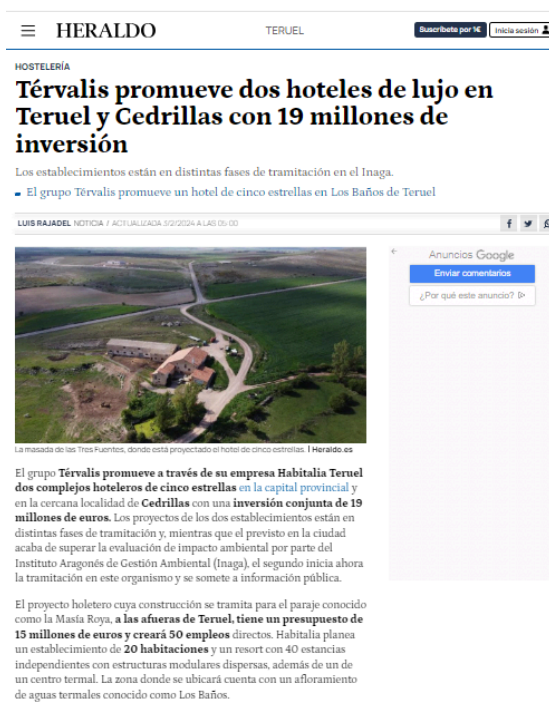 HERALDO
TERUEL
Suscríbete por 1€
Inicia sesión
HOSTELERÍA
Térvalis promueve dos hoteles de lujo en
Teruel y Cedrillas con 19 millones de
inversión
Los establecimientos están en distintas fases de tramitación en el Inaga.
El grupo Térvalis promueve un hotel de cinco estrellas en Los Baños de Teruel
LUIS RAJADEL NOTICIA / ACTUALIZADA 3/2/2024 A LAS 05:00
Anuncios Google
Enviar comentarios
¿Por qué este anuncio?
La masada de las Tres Fuentes, donde está proyectado el hotel de cinco estrellas. | Heraldo.es
El grupo Térvalis promueve a través de su empresa Habitalia Teruel
dos complejos hoteleros de cinco estrellas en la capital provincial y
en la cercana localidad de Cedrillas con una inversión conjunta de 19
millones de euros. Los proyectos de los dos establecimientos están en
distintas fases de tramitación y, mientras que el previsto en la ciudad
acaba de superar la evaluación de impacto ambiental por parte del
Instituto Aragonés de Gestión Ambiental (Inaga), el segundo inicia ahora
la tramitación en este organismo y se somete a información pública.
El proyecto holetero cuya construcción se tramita para el paraje conocido
como la Masía Roya, a las afueras de Teruel, tiene un presupuesto de
15 millones de euros y creará 50 empleos directos. Habitalia planea
un establecimiento de 20 habitaciones y un resort con 40 estancias
independientes con estructuras modulares dispersas, además de un de
un centro termal. La zona donde se ubicará cuenta con un afloramiento
de aguas termales conocido como Los Baños.